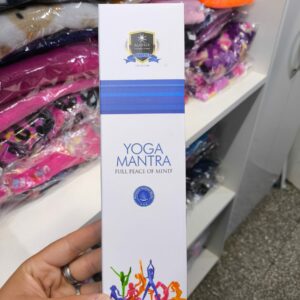 YOGA
MANTRA
FULL PEACE OF MIND